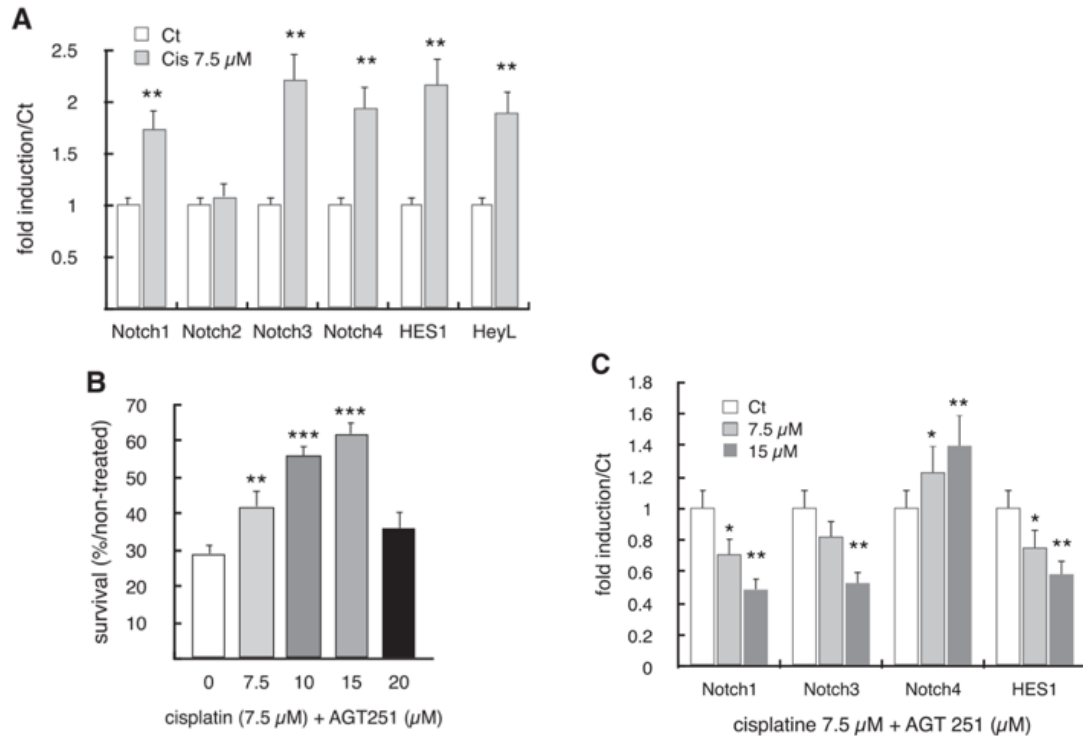 A
Ct
Cis 7.5 µM
fold induction/Ct
2.5
2
1.5
1
0.5
** ** ** ** **
Notch1 Notch2 Notch3 Notch4 HES1 HeyL
B
survival (%/non-treated)
70
60
50
40
30
20
10
** *** ***
0 7.5 10 15 20
cisplatin (7.5 µM) + AGT251 (µM)
C
Ct
7.5 µM
15 µM
fold induction/Ct
1.8
1.6
1.4
1.2
1
0.8
0.6
0.4
0.2
0
* ** ** * ** * **
Notch1 Notch3 Notch4 HES1
cisplatine 7.5 µM + AGT 251 (µM)